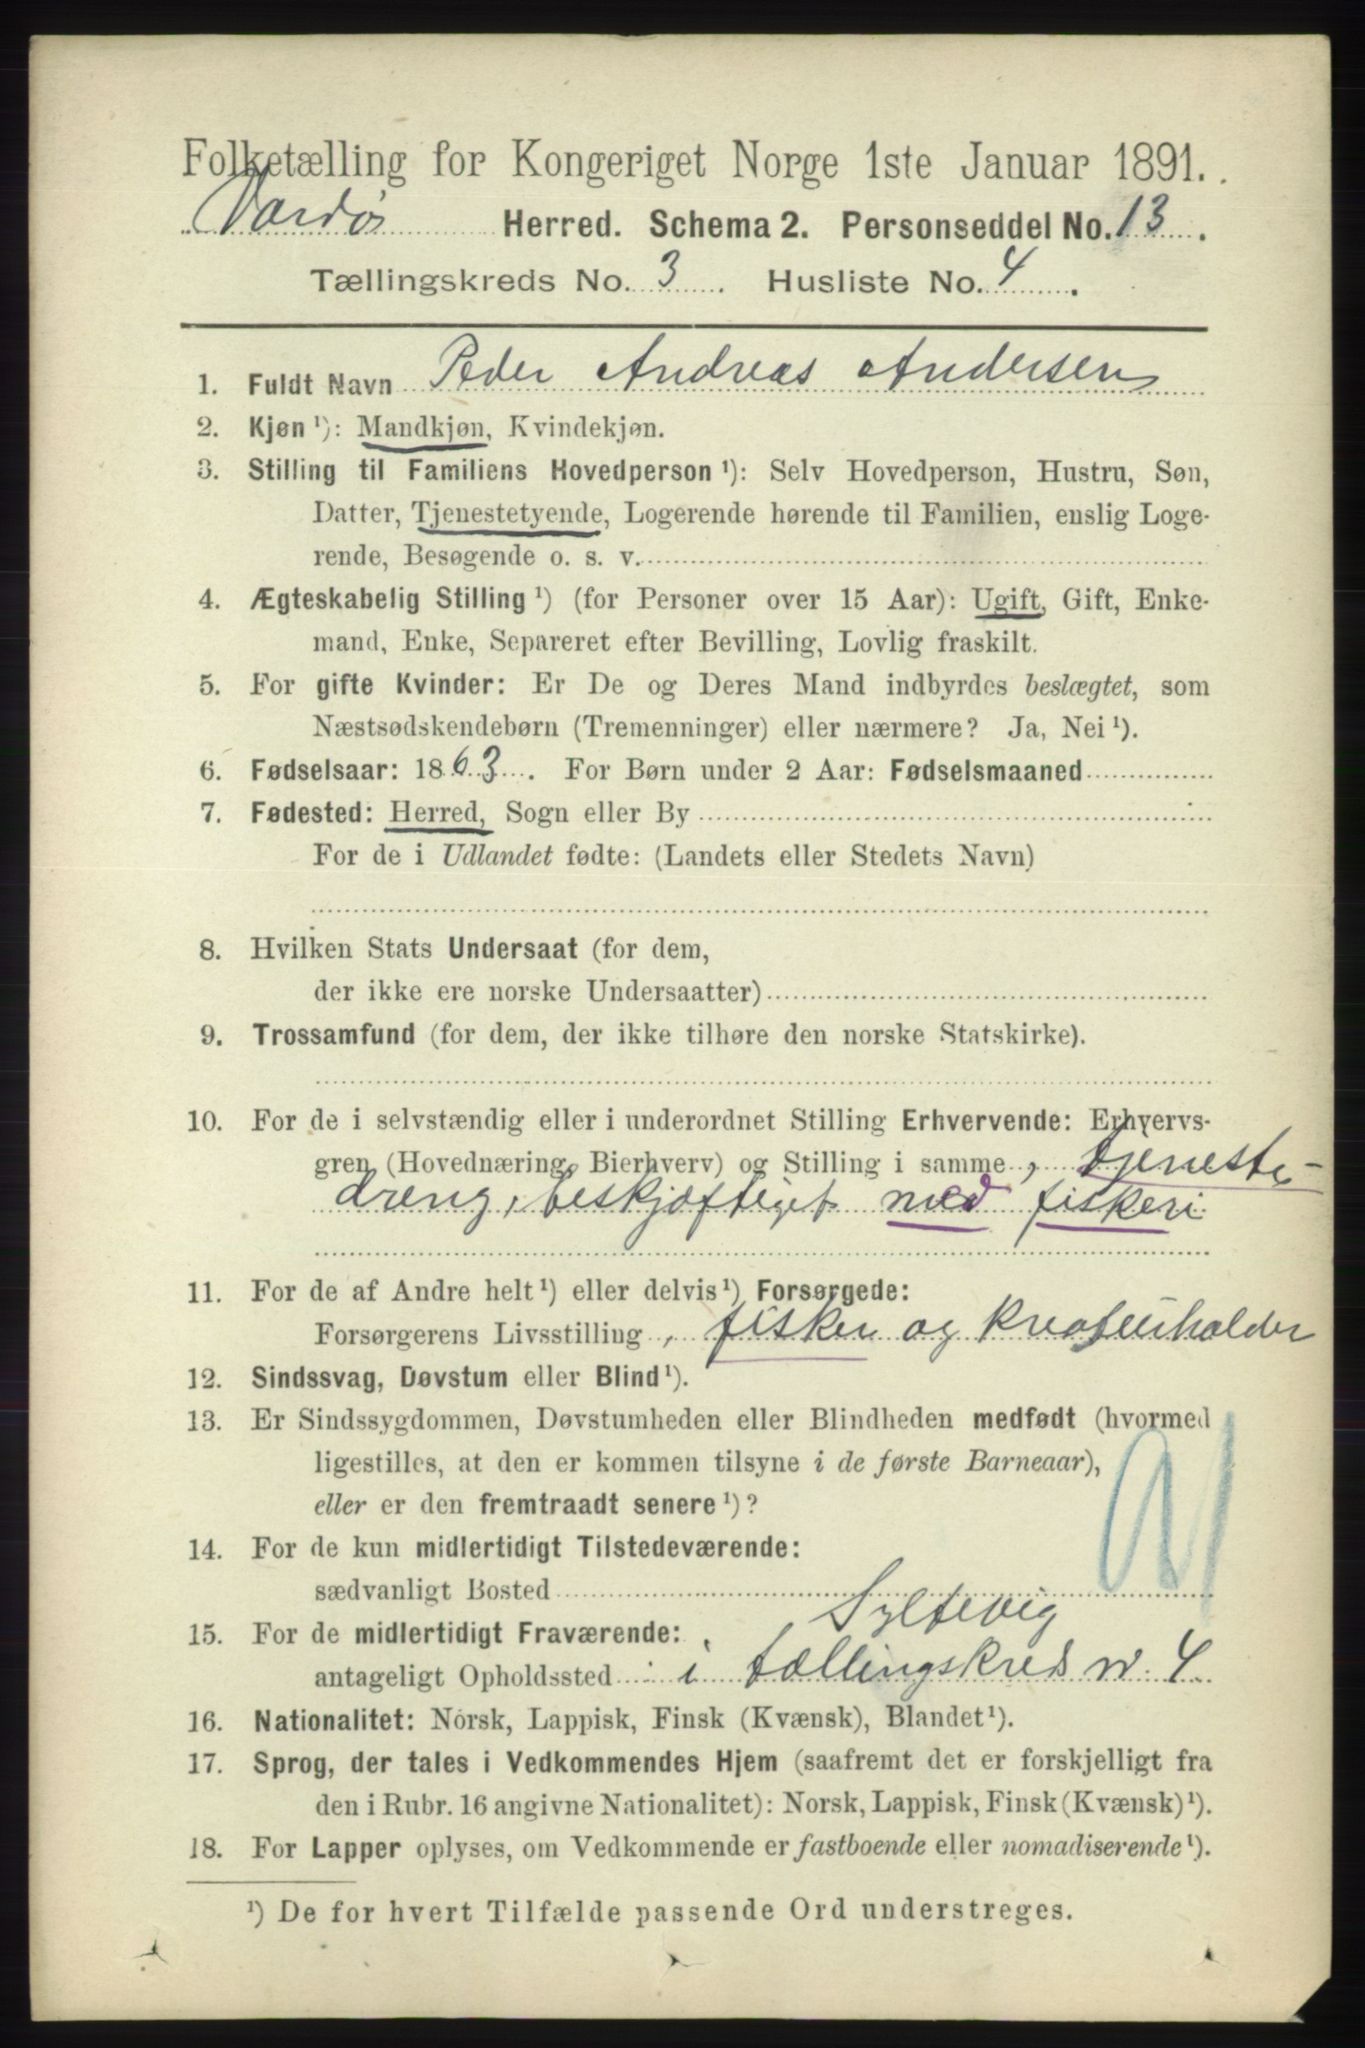 Folketælling for Kongeriget Norge 1ste Januar 1891.
Vardø Herred. Schema 2. Personseddel No. 13.
Tællingskreds No. 3. Husliste No. 4.
1. Fuldt Navn Peder Andreas Andersen
2. Kjøn ¹): Mandkjøn, Kvindekjøn.
3. Stilling til Familiens Hovedperson ¹): Selv Hovedperson, Hustru, Søn,
Datter, Tjenestetyende, Logerende hørende til Familien, enslig Loge-
rende, Besøgende o. s. v.
4. Ægteskabelig Stilling ¹) (for Personer over 15 Aar): Ugift, Gift, Enke-
mand, Enke, Separeret efter Bevilling, Lovlig fraskilt.
5. For gifte Kvinder: Er De og Deres Mand indbyrdes beslægtet, som
Næstsødskendebørn (Tremenninger) eller nærmere? Ja, Nei ¹).
6. Fødselsaar: 1863. For Børn under 2 Aar: Fødselsmaaned
7. Fødested: Herred, Sogn eller By
For de i Udlandet fødte: (Landets eller Stedets Navn)
8. Hvilken Stats Undersaat (for dem,
der ikke ere norske Undersaatter)
9. Trossamfund (for dem, der ikke tilhøre den norske Statskirke).
10. For de i selvstændig eller i underordnet Stilling Erhvervende: Erhvervs-
gren (Hovednæring, Bierhverv) og Stilling i samme, tjeneste-
dreng, beskjæftiget med fiskeri
11. For de af Andre helt ¹) eller delvis ¹) Forsørgede:
Forsørgerens Livsstilling, fisker og kreaturholder
12. Sindssvag, Døvstum eller Blind ¹).
13. Er Sindssygdommen, Døvstumheden eller Blindheden medfødt (hvormed
ligestilles, at den er kommen tilsyne i de første Barneaar),
eller er den fremtraadt senere ¹)?
14. For de kun midlertidigt Tilstedeværende:
sædvanligt Bosted
Syltevig
15. For de midlertidigt Fraværende:
antageligt Opholdssted i tællingskreds n. 4
16. Nationalitet: Norsk, Lappisk, Finsk (Kvænsk), Blandet ¹).
17. Sprog, der tales i Vedkommendes Hjem (saafremt det er forskjelligt fra
den i Rubr. 16 angivne Nationalitet): Norsk, Lappisk, Finsk (Kvænsk) ¹).
18. For Lapper oplyses, om Vedkommende er fastboende eller nomadiserende ¹).
¹) De for hvert Tilfælde passende Ord understreges.